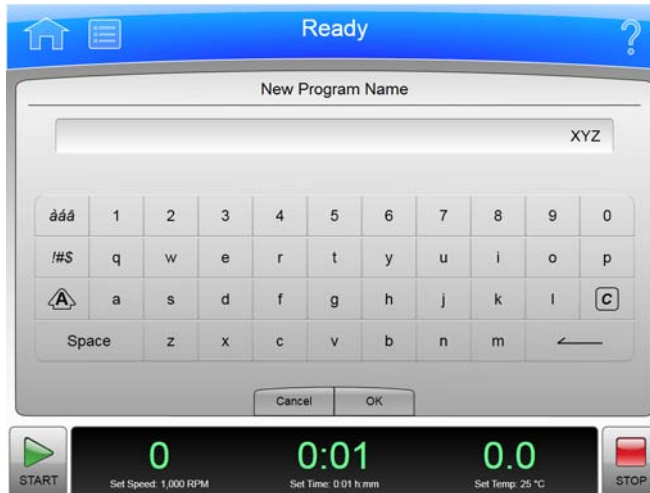 Ready
?
New Program Name
XYZ
àáâ 1 2 3 4 5 6 7 8 9 0
!#$ q w e r t y u i o p
A a s d f g h j k l C
Space z x c v b n m
Cancel OK
0 0:01 0.0
START Set Speed: 1,000 RPM Set Time: 0:01 h:mm Set Temp: 25 °C STOP